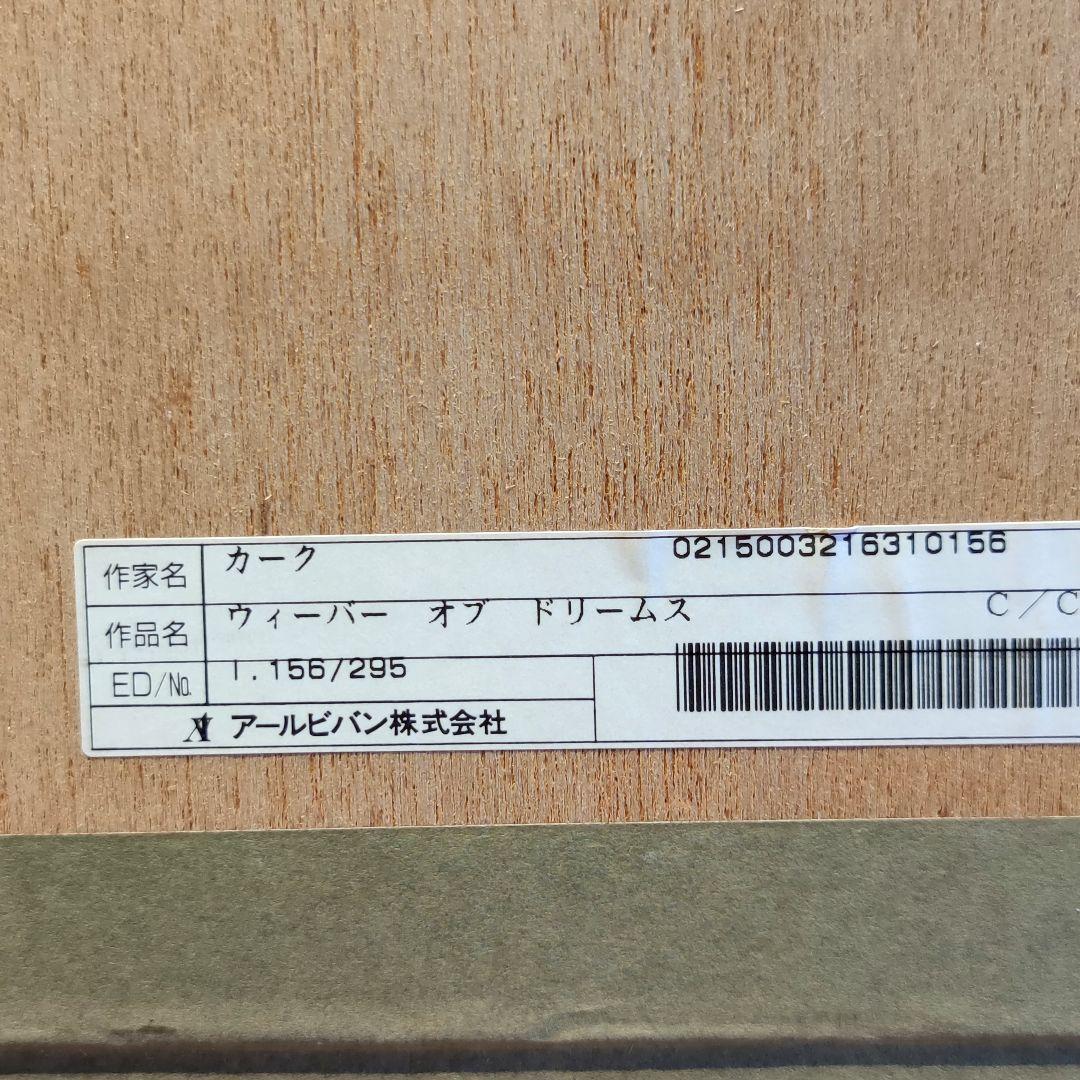 作家名 カーク 0215003216310156
作品名 ウィーバー オブ ドリームス C/C
ED/No. I.156/295
アールビバン株式会社